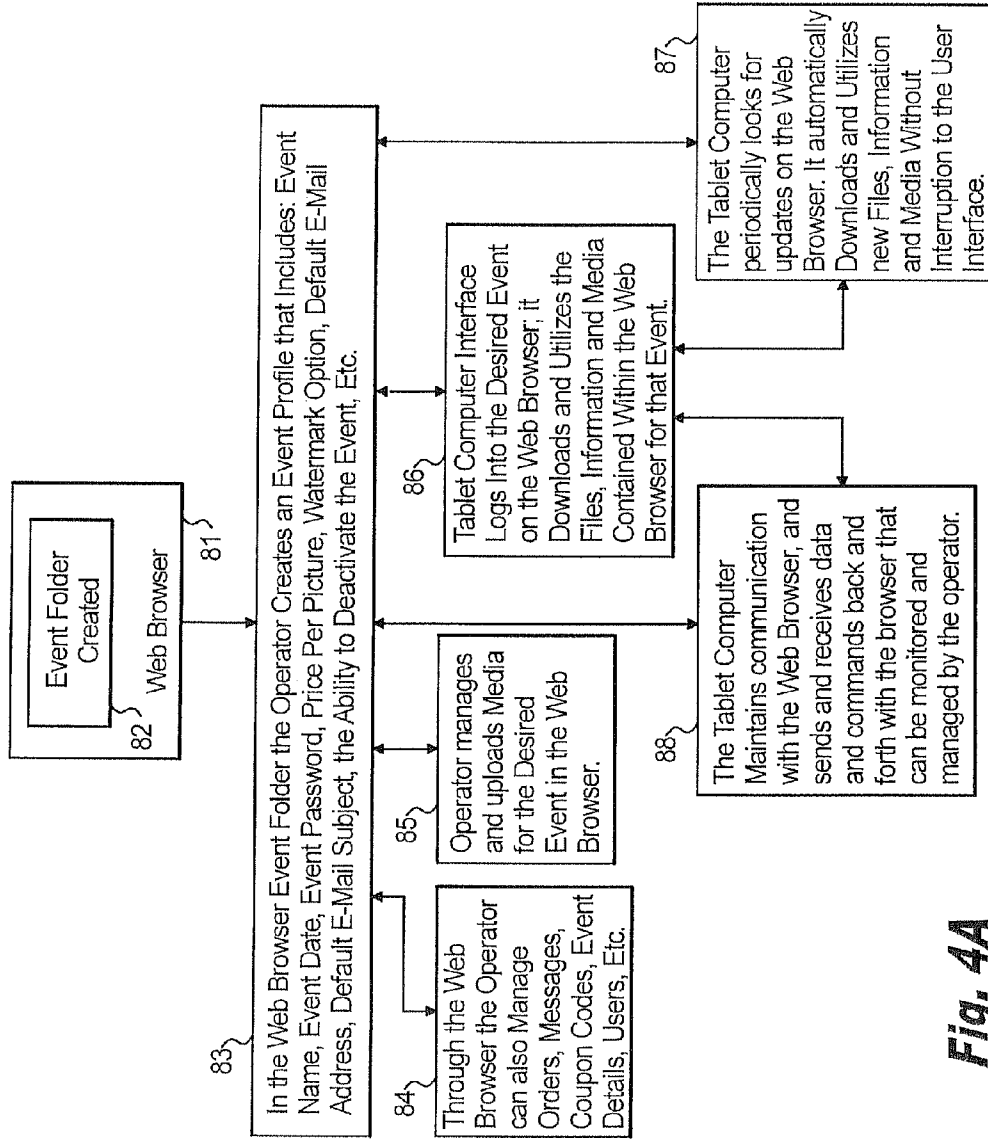 Event Folder
Created
82
Web Browser
81
83
In the Web Browser Event Folder the Operator Creates an Event Profile that Includes: Event
Name, Event Date, Event Password, Price Per Picture, Watermark Option, Default E-Mail
Address, Default E-Mail Subject, the Ability to Deactivate the Event, Etc.
84
Through the Web
Browser the Operator
can also Manage
Orders, Messages,
Coupon Codes, Event
Details, Users, Etc.
85
Operator manages
and uploads Media
for the Desired
Event in the Web
Browser.
86
Tablet Computer Interface
Logs Into the Desired Event
on the Web Browser; it
Downloads and Utilizes the
Files, Information and Media
Contained Within the Web
Browser for that Event.
87
The Tablet Computer
periodically looks for
updates on the Web
Browser. It automatically
Downloads and Utilizes
new Files, Information
and Media Without
Interruption to the User
Interface.
88
The Tablet Computer
Maintains communication
with the Web Browser, and
sends and receives data
and commands back and
forth with the browser that
can be monitored and
managed by the operator.
Fig. 4A